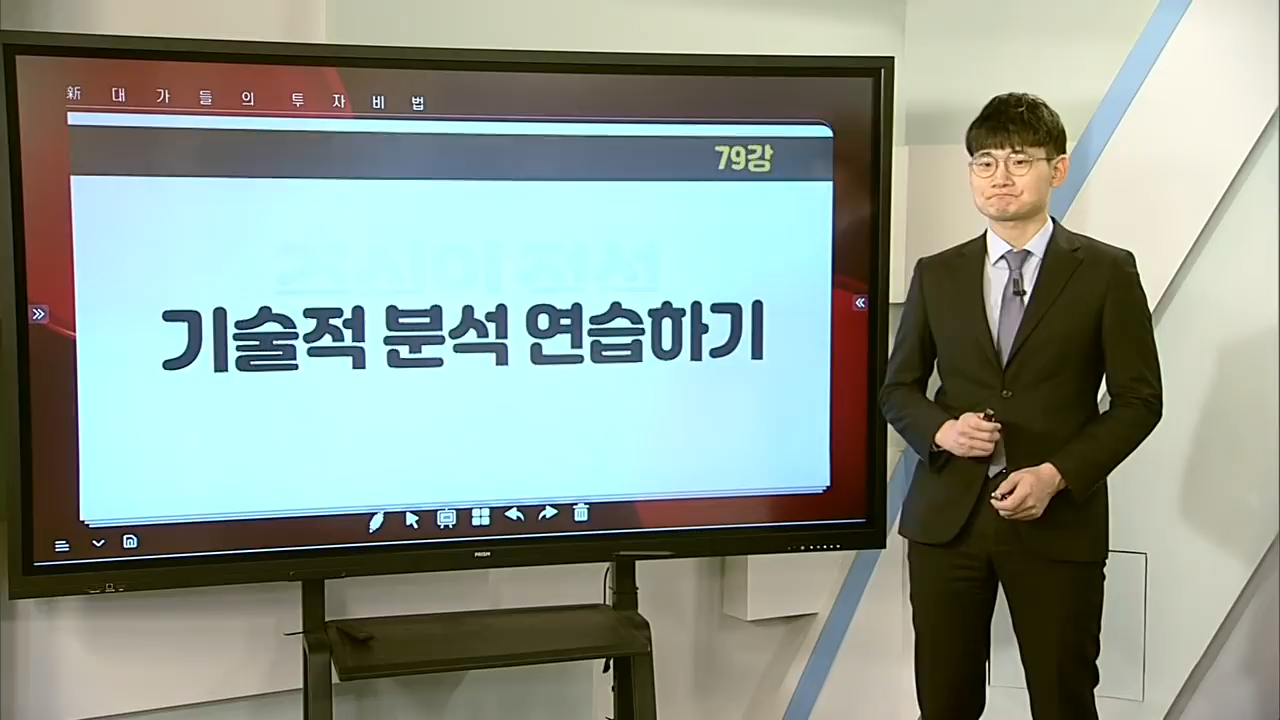 新 대 가 들 의 투 자 비 법
79강
기술적 분석 연습하기
PRISM